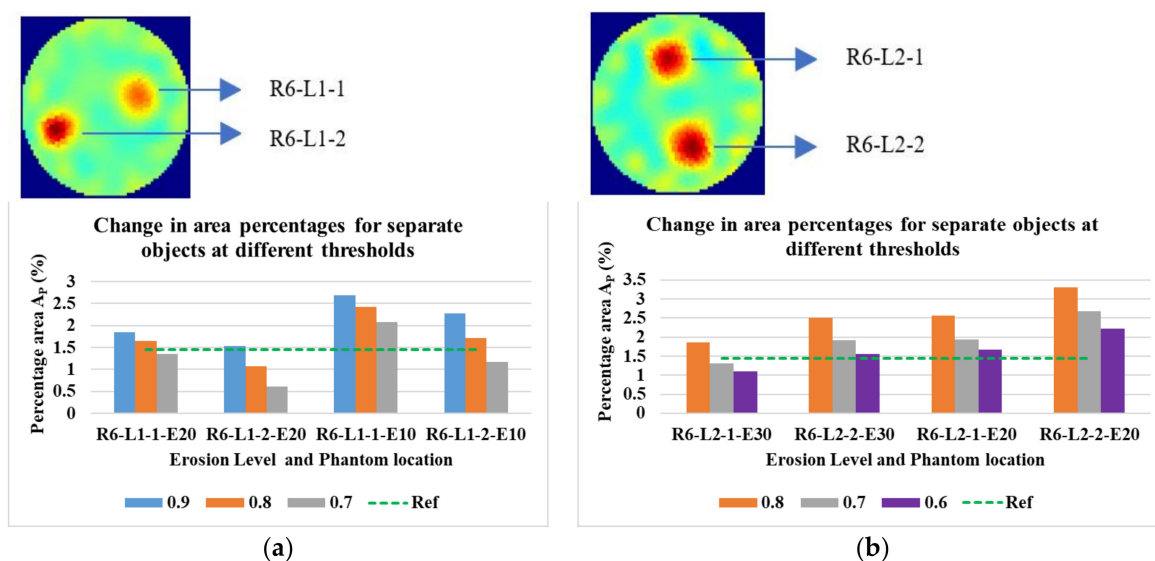 R6-L1-1
R6-L1-2
Change in area percentages for separate
objects at different thresholds
Percentage area AP (%)
3
2.5
2
1.5
1
0.5
0
R6-L1-1-E20 R6-L1-2-E20 R6-L1-1-E10 R6-L1-2-E10
Erosion Level and Phantom location
0.9 0.8 0.7 Ref
(a)
R6-L2-1
R6-L2-2
Change in area percentages for separate objects at
different thresholds
Percentage area AP (%)
3.5
3
2.5
2
1.5
1
0.5
0
R6-L2-1-E30 R6-L2-2-E30 R6-L2-1-E20 R6-L2-2-E20
Erosion Level and Phantom location
0.8 0.7 0.6 Ref
(b)